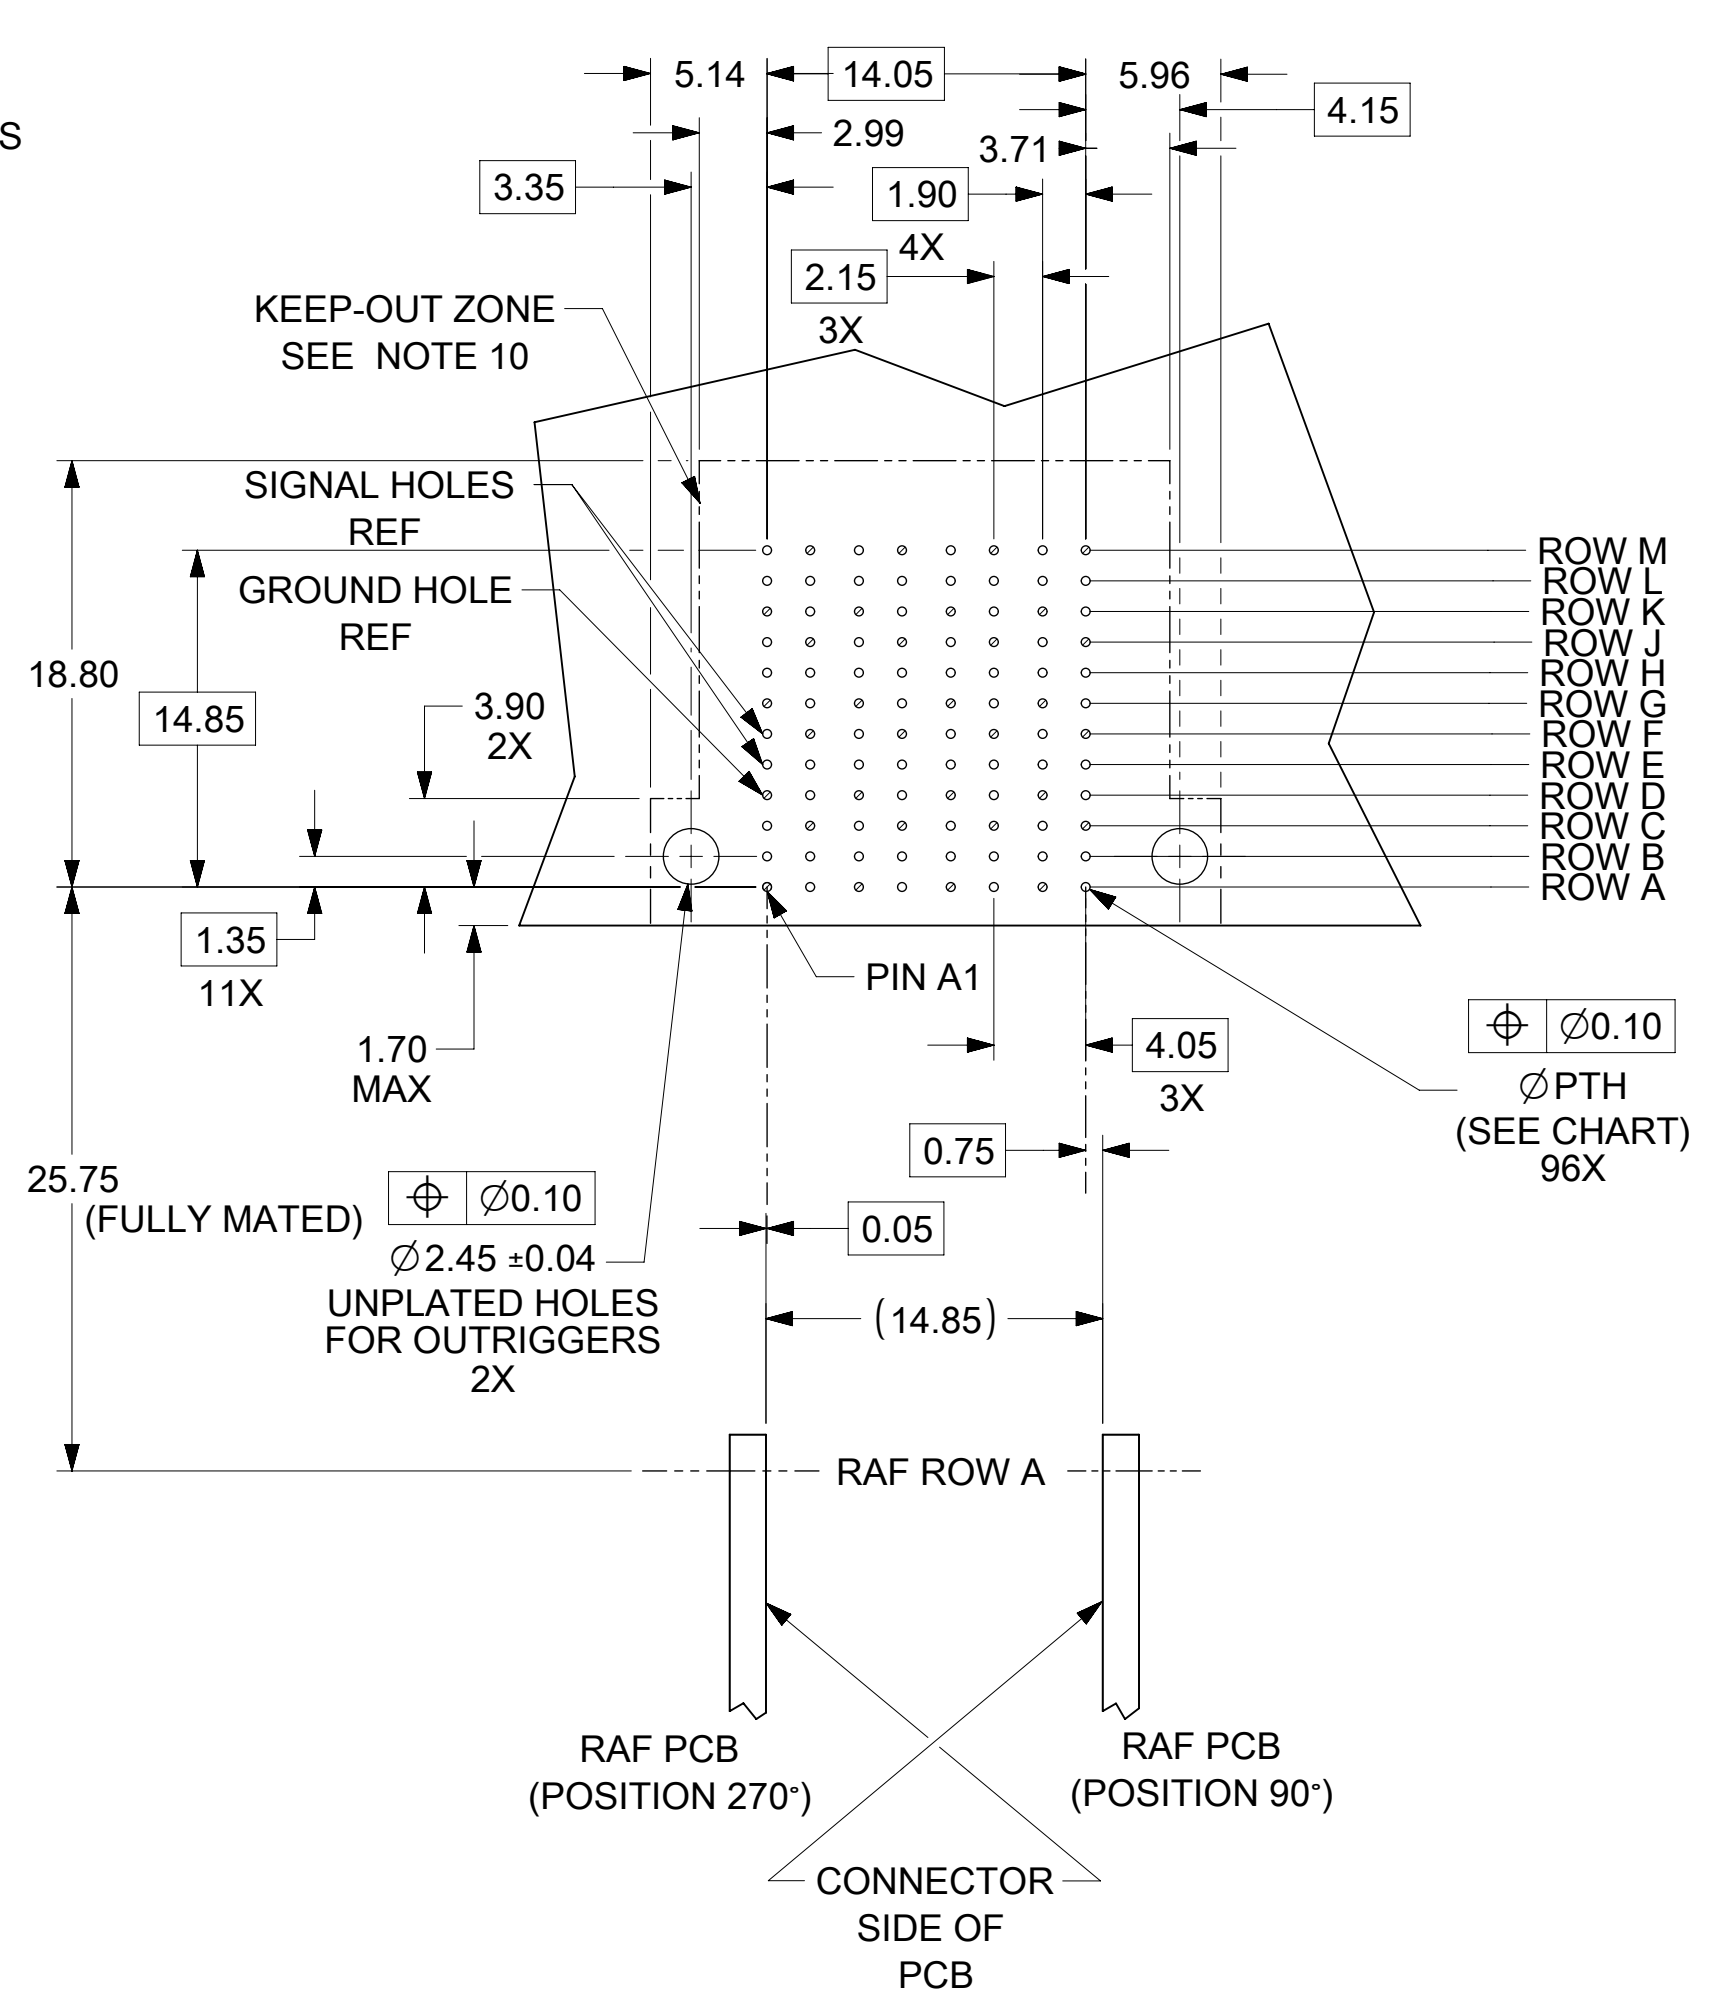 S
5.14
14.05
5.96
4.15
2.99
3.71
3.35
1.90
4X
2.15
3X
KEEP-OUT ZONE
SEE NOTE 10
SIGNAL HOLES
REF
GROUND HOLE
REF
18.80
14.85
3.90
2X
ROW M
ROW L
ROW K
ROW J
ROW H
ROW G
ROW F
ROW E
ROW D
ROW C
ROW B
ROW A
1.35
11X
PIN A1
1.70
MAX
4.05
3X
⌖ ∅0.10
∅PTH
(SEE CHART)
96X
0.75
25.75
(FULLY MATED)
⌖ ∅0.10
∅2.45 ±0.04
UNPLATED HOLES
FOR OUTRIGGERS
2X
0.05
(14.85)
RAF ROW A
RAF PCB
(POSITION 270°)
RAF PCB
(POSITION 90°)
CONNECTOR
SIDE OF
PCB